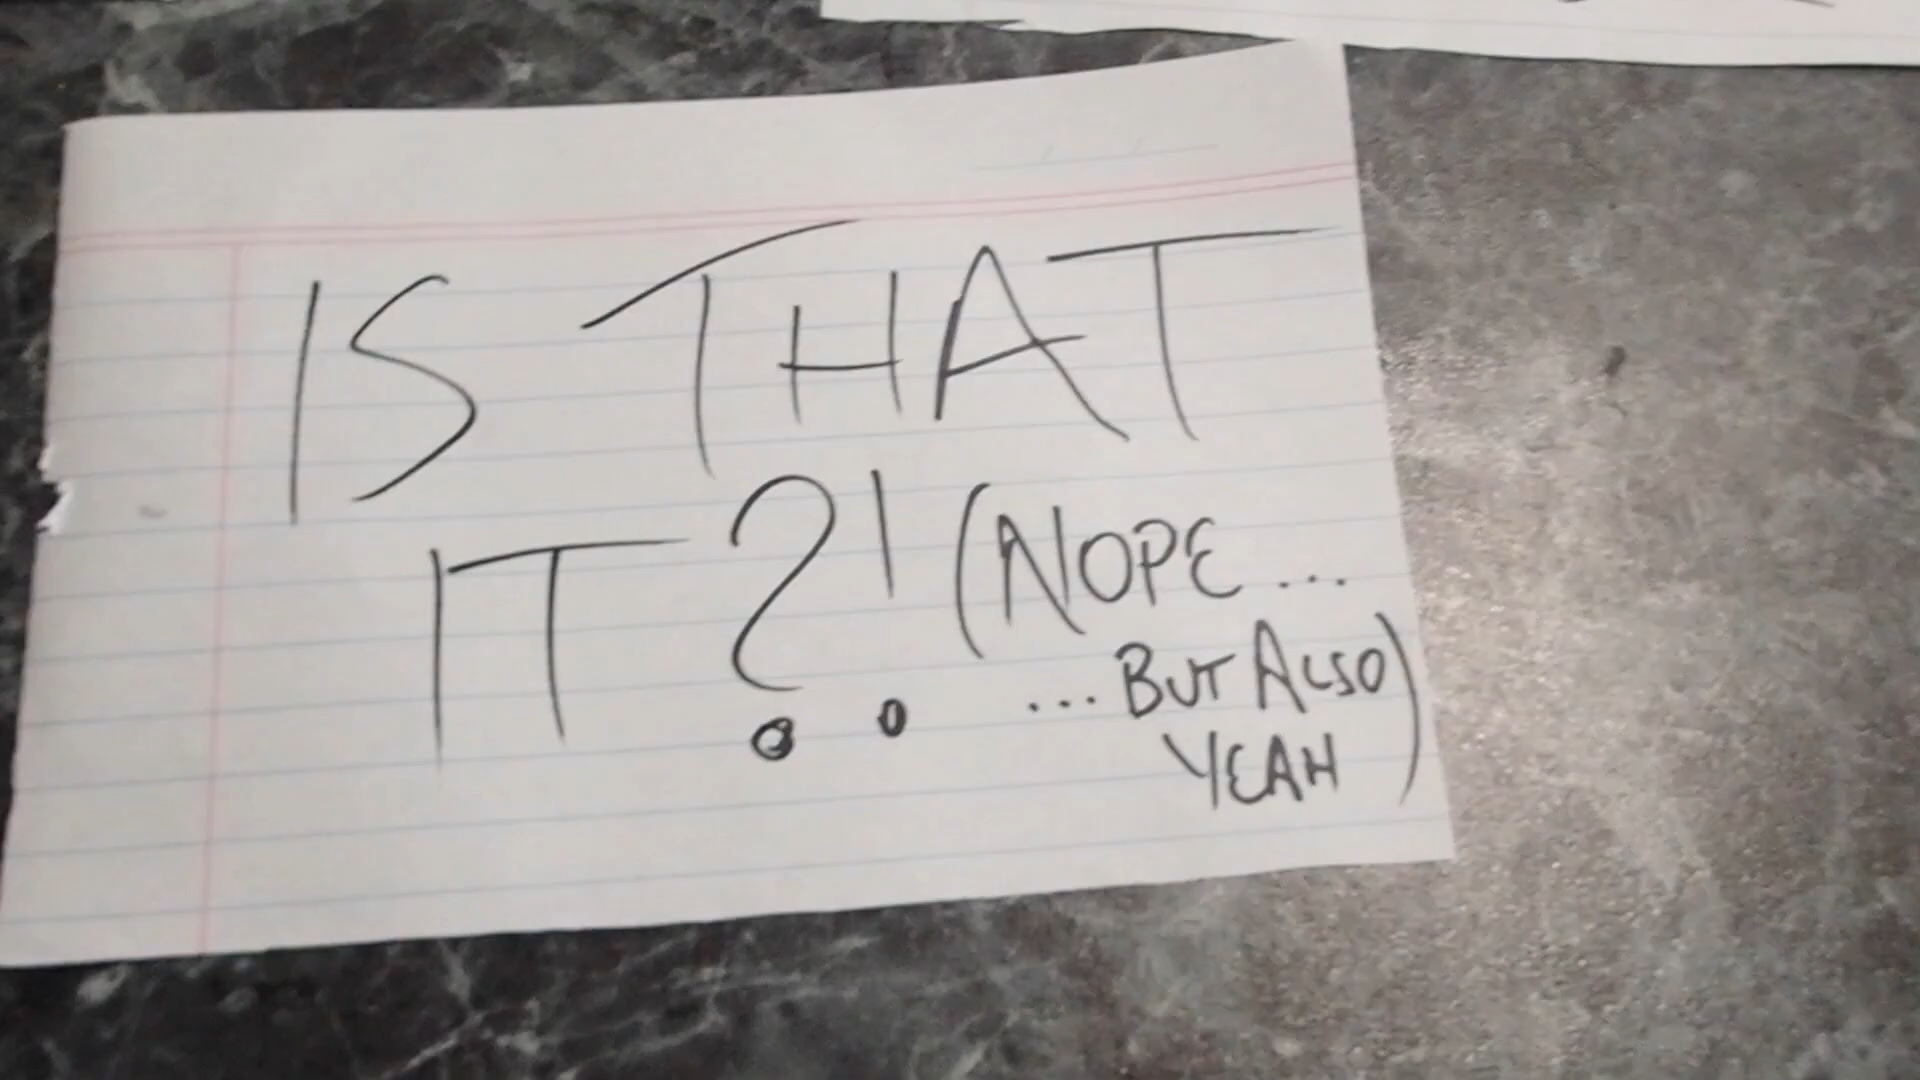 IS THAT
IT?! (NOPE...
...BUT ALSO
YEAH)